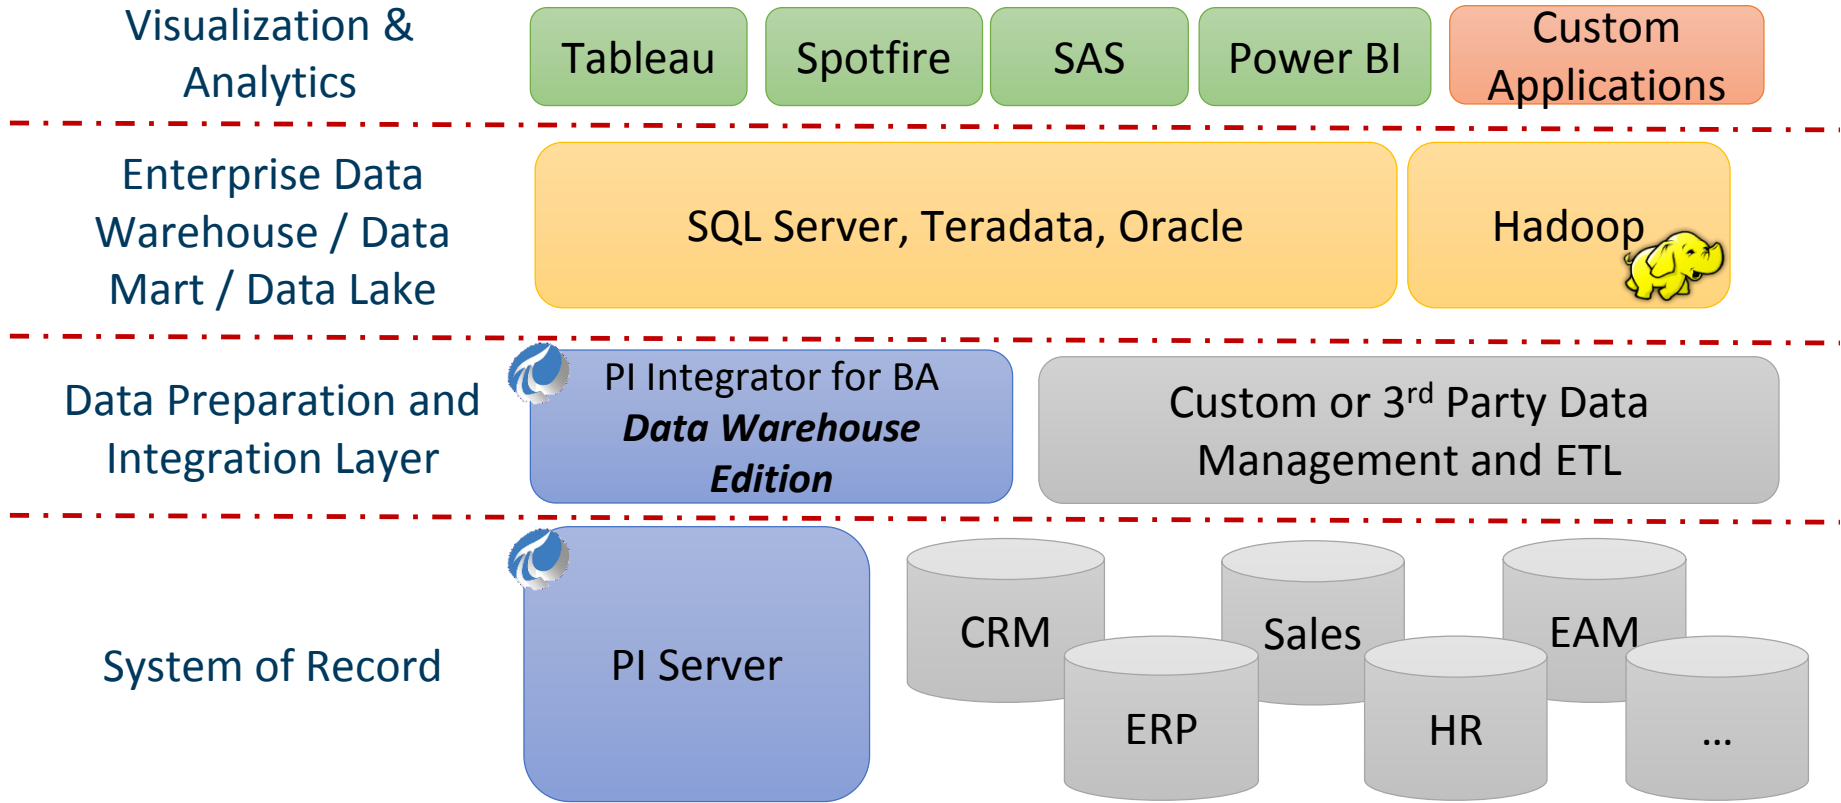 Visualization &
Analytics
Tableau
Spotfire
SAS
Power BI
Custom
Applications
Enterprise Data
Warehouse / Data
Mart / Data Lake
SQL Server, Teradata, Oracle
Hadoop
Data Preparation and
Integration Layer
PI Integrator for BA
Data Warehouse
Edition
Custom or 3rd Party Data
Management and ETL
System of Record
PI Server
CRM
Sales
EAM
ERP
HR
...